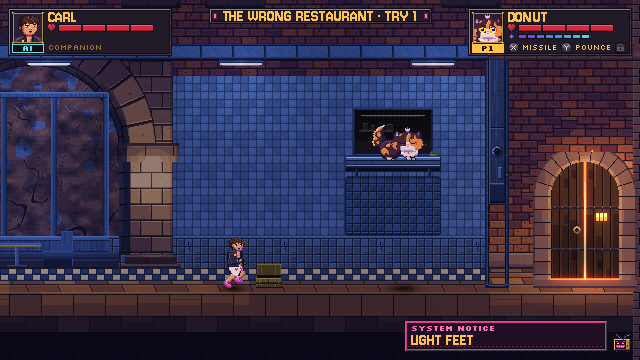 CARL
AI
COMPANION
THE WRONG RESTAURANT · TRY 1
DONUT
P1
X MISSILE Y POUNCE
SYSTEM NOTICE
LIGHT FEET